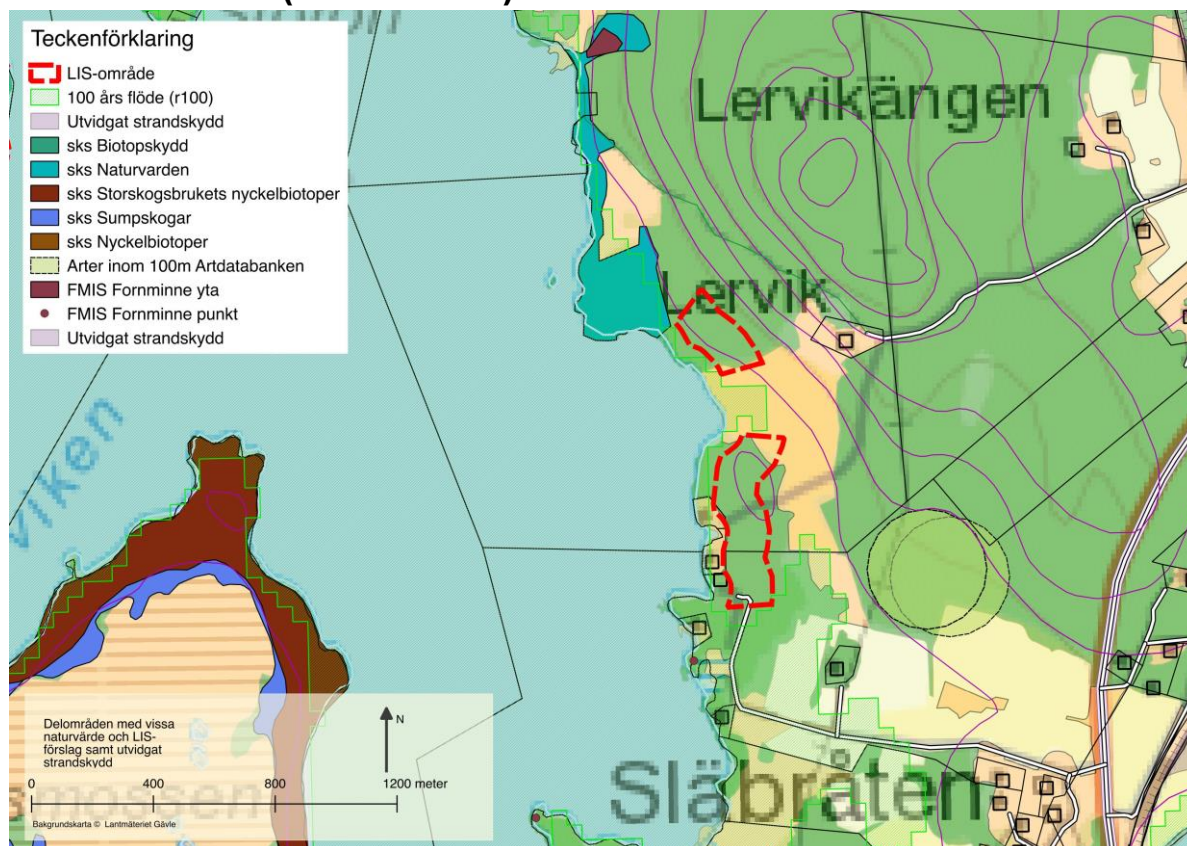 Teckenförklaring
LIS-område
100 års flöde (r100)
Utvidgat strandskydd
sks Biotopskydd
sks Naturvarden
sks Storskogsbrukets nyckelbiotoper
sks Sumpskogar
sks Nyckelbiotoper
Arter inom 100m Artdatabanken
FMIS Fornminne yta
FMIS Fornminne punkt
Utvidgat strandskydd
Lervikängen
Lervik
viken
Släbråten
smossen
Delområden med vissa
naturvärde och LIS-
förslag samt utvidgat
strandskydd
N
0 400 800 1200 meter
Bakgrundskarta © Lantmäteriet Gävle